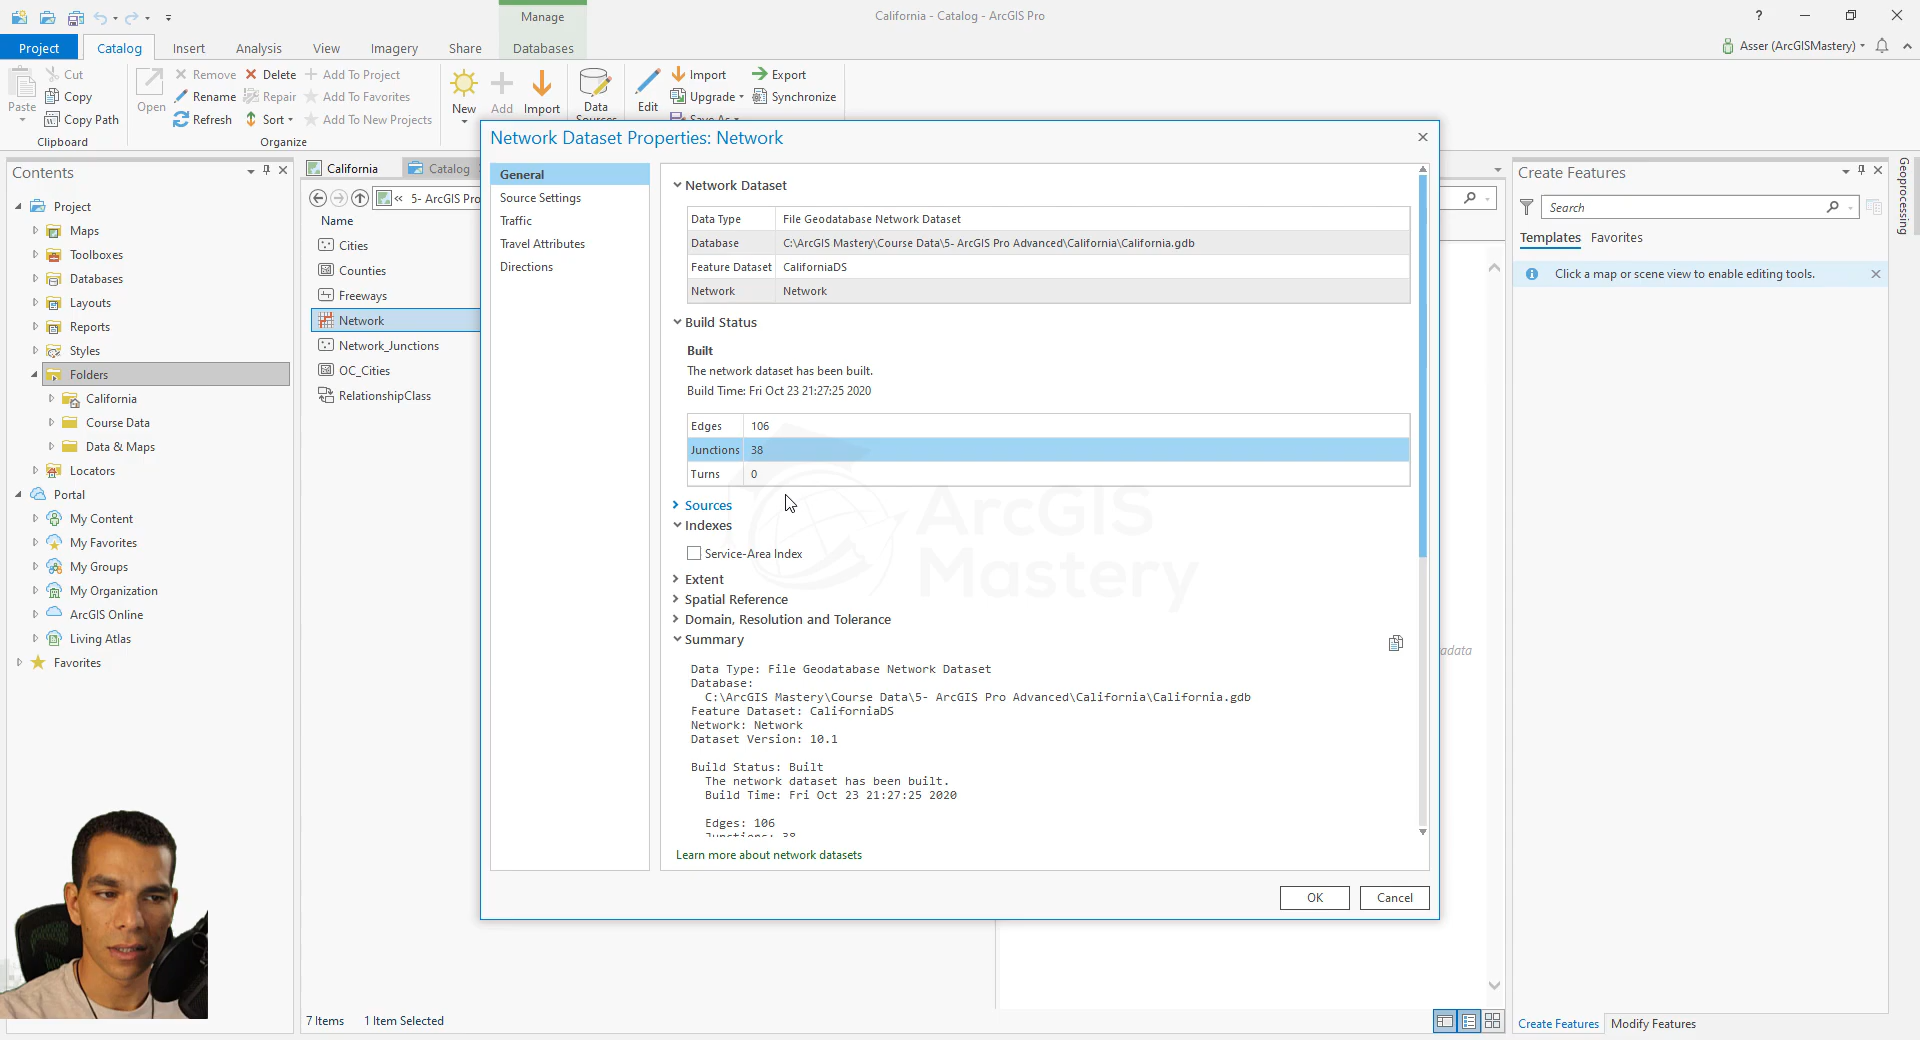 Manage
California - Catalog - ArcGIS Pro
?
Project
Catalog
Insert
Analysis
View
Imagery
Share
Databases
Asser (ArcGISMastery)
Paste
Cut
Copy
Copy Path
Clipboard
Open
Remove
Rename
Refresh
Delete
Repair
Sort
Add To Project
Add To Favorites
Add To New Projects
Organize
New
Add
Import
Data
Sources
Edit
Import
Upgrade
Save As
Export
Synchronize
Contents
Project
Maps
Toolboxes
Databases
Layouts
Reports
Styles
Folders
California
Course Data
Data & Maps
Locators
Portal
My Content
My Favorites
My Groups
My Organization
ArcGIS Online
Living Atlas
Favorites
California
Catalog
« 5- ArcGIS Pro
Name
Cities
Counties
Freeways
Network
Network_Junctions
OC_Cities
RelationshipClass
7 Items
1 Item Selected
Network Dataset Properties: Network
General
Source Settings
Traffic
Travel Attributes
Directions
Network Dataset
Data Type File Geodatabase Network Dataset
Database C:\ArcGIS Mastery\Course Data\5- ArcGIS Pro Advanced\California\California.gdb
Feature Dataset CaliforniaDS
Network Network
Build Status
Built
The network dataset has been built.
Build Time: Fri Oct 23 21:27:25 2020
Edges 106
Junctions 38
Turns 0
Sources
Indexes
Service-Area Index
Extent
Spatial Reference
Domain, Resolution and Tolerance
Summary
Data Type: File Geodatabase Network Dataset
Database:
C:\ArcGIS Mastery\Course Data\5- ArcGIS Pro Advanced\California\California.gdb
Feature Dataset: CaliforniaDS
Network: Network
Dataset Version: 10.1
Build Status: Built
The network dataset has been built.
Build Time: Fri Oct 23 21:27:25 2020
Edges: 106
Junctions: 38
Learn more about network datasets
OK
Cancel
ArcGIS
Mastery
Create Features
Search
Templates
Favorites
Click a map or scene view to enable editing tools.
Create Features
Modify Features
Geoprocessing